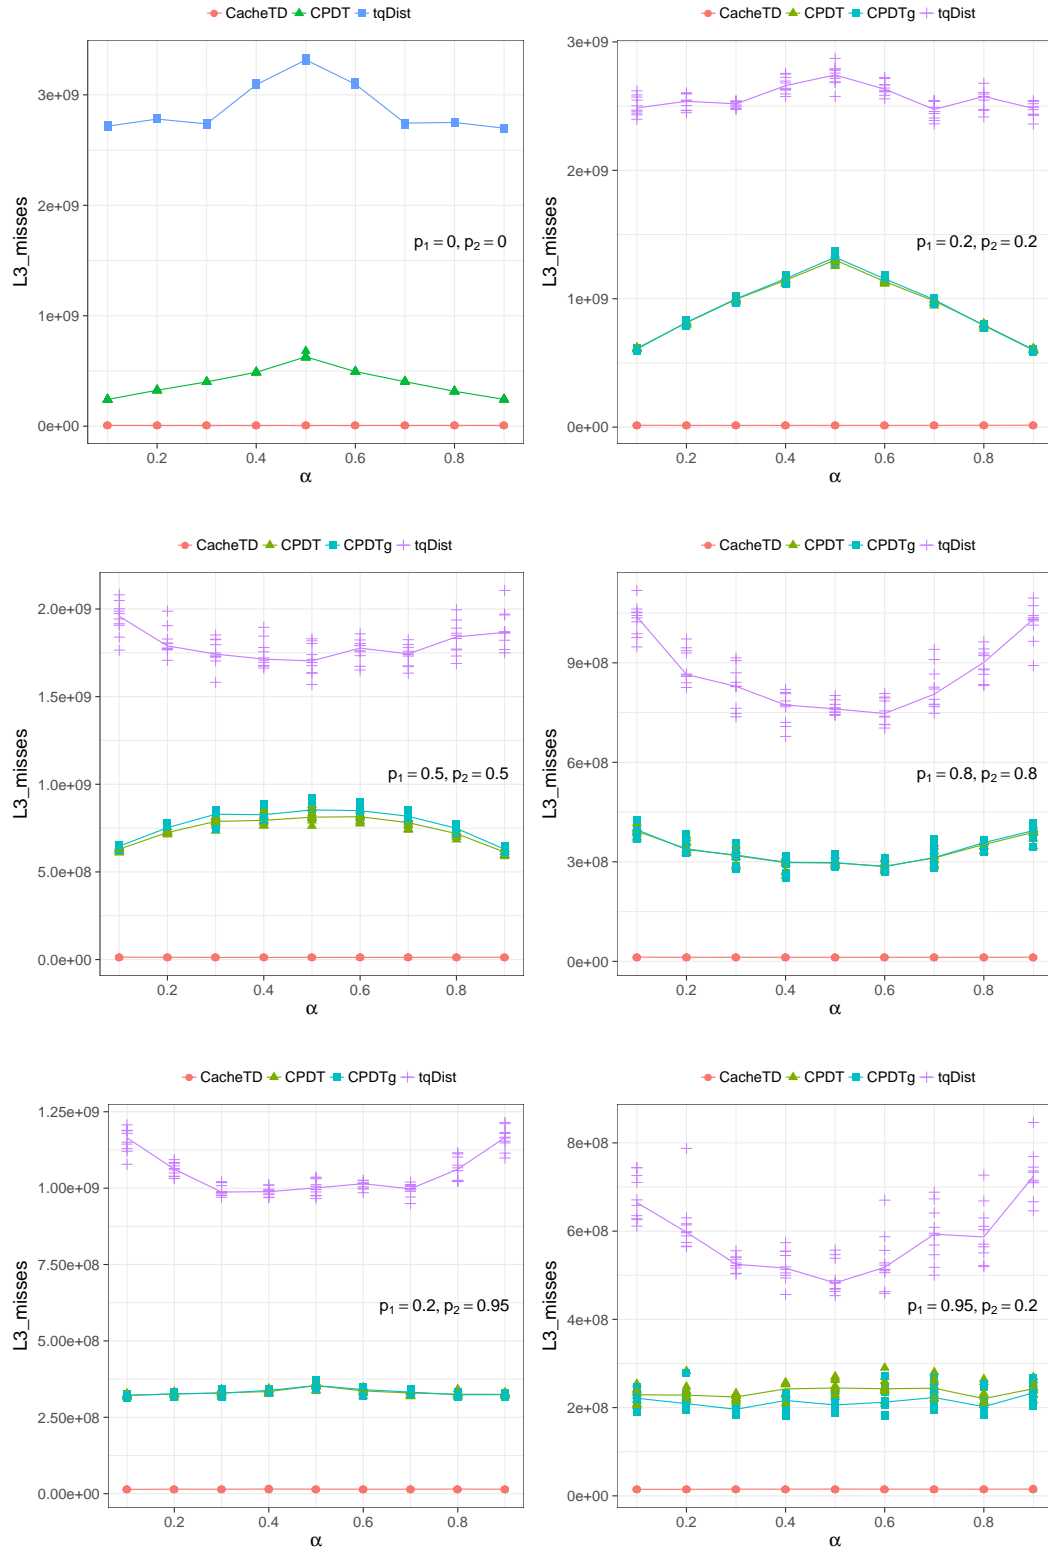 CacheTD CPDT tqDist
3e+09
2e+09
1e+09
0e+00
L3_misses
p1 = 0, p2 = 0
0.2 0.4 0.6 0.8
α
CacheTD CPDT CPDTg tqDist
3e+09
2e+09
1e+09
0e+00
L3_misses
p1 = 0.2, p2 = 0.2
0.2 0.4 0.6 0.8
α
CacheTD CPDT CPDTg tqDist
2.0e+09
1.5e+09
1.0e+09
5.0e+08
0.0e+00
L3_misses
p1 = 0.5, p2 = 0.5
0.2 0.4 0.6 0.8
α
CacheTD CPDT CPDTg tqDist
9e+08
6e+08
3e+08
0e+00
L3_misses
p1 = 0.8, p2 = 0.8
0.2 0.4 0.6 0.8
α
CacheTD CPDT CPDTg tqDist
1.25e+09
1.00e+09
7.50e+08
5.00e+08
2.50e+08
0.00e+00
L3_misses
p1 = 0.2, p2 = 0.95
0.2 0.4 0.6 0.8
α
CacheTD CPDT CPDTg tqDist
8e+08
6e+08
4e+08
2e+08
0e+00
L3_misses
p1 = 0.95, p2 = 0.2
0.2 0.4 0.6 0.8
α